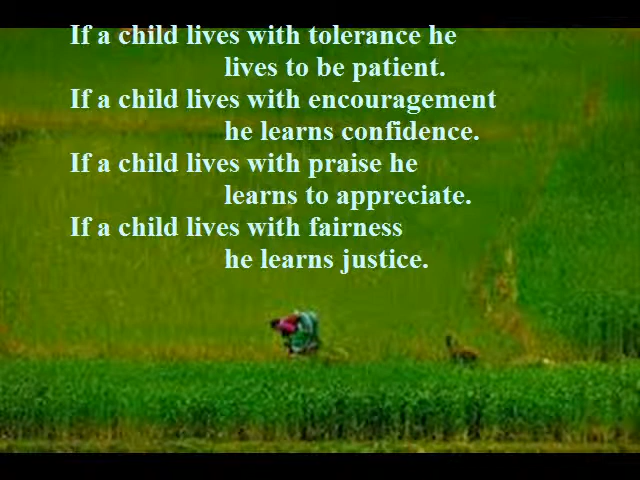 If a child lives with tolerance he
lives to be patient.
If a child lives with encouragement
he learns confidence.
If a child lives with praise he
learns to appreciate.
If a child lives with fairness
he learns justice.